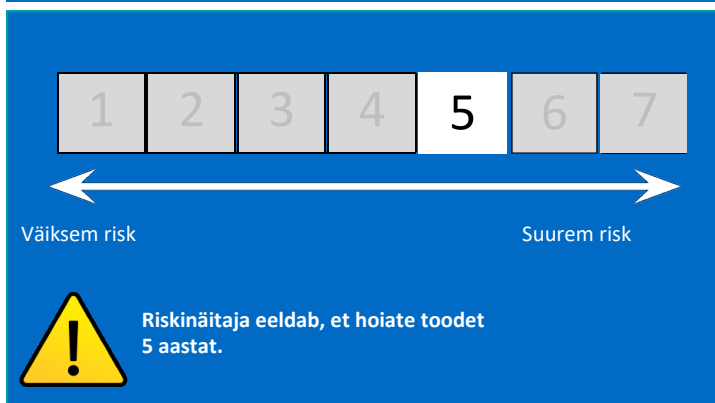 1 2 3 4 5 6 7
Väiksem risk Suurem risk
Riskinäitaja eeldab, et hoiate toodet
5 aastat.